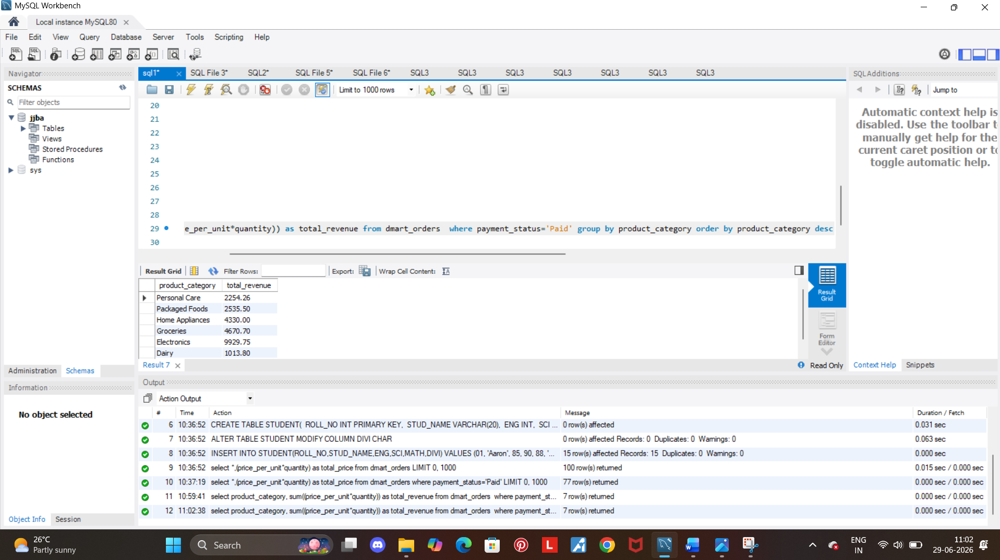 MySQL Workbench
Local instance MySQL80
File Edit View Query Database Server Tools Scripting Help
Navigator
SCHEMAS
Filter objects
jjba
Tables
Views
Stored Procedures
Functions
sys
Administration Schemas
Information
No object selected
Object Info Session
sql1* SQL File 3* SQL2* SQL File 5* SQL File 6* SQL3 SQL3 SQL3 SQL3 SQL3 SQL3 SQL3
Limit to 1000 rows
20
21
22
23
24
25
26
27
28
29 e_per_unit*quantity)) as total_revenue from dmart_orders  where payment_status='Paid' group by product_category order by product_category desc
30
Result Grid Filter Rows: Export: Wrap Cell Content:
product_category total_revenue
Personal Care 2254.26
Packaged Foods 2535.50
Home Appliances 4330.00
Groceries 4670.70
Electronics 9929.75
Dairy 1013.80
Result Grid
Form Editor
Result 7
Read Only
SQLAdditions
Jump to
Automatic context help is
disabled. Use the toolbar t
manually get help for the
current caret position or to
toggle automatic help.
Context Help Snippets
Output
Action Output
# Time Action Message Duration / Fetch
6 10:36:52 CREATE TABLE STUDENT(  ROLL_NO INT PRIMARY KEY,  STUD_NAME VARCHAR(20),  ENG INT,  SCI ... 0 row(s) affected 0.031 sec
7 10:36:52 ALTER TABLE STUDENT MODIFY COLUMN DIVI CHAR 0 row(s) affected Records: 0  Duplicates: 0  Warnings: 0 0.063 sec
8 10:36:52 INSERT INTO STUDENT(ROLL_NO,STUD_NAME,ENG,SCI,MATH,DIVI) VALUES (01, 'Aaron', 85, 90, 88, '... 15 row(s) affected Records: 15  Duplicates: 0  Warnings: 0 0.000 sec
9 10:36:52 select *,(price_per_unit*quantity) as total_price from dmart_orders LIMIT 0, 1000 100 row(s) returned 0.015 sec / 0.000 sec
10 10:37:19 select *,(price_per_unit*quantity) as total_price from dmart_orders where payment_status='Paid' LIMIT 0, 1000 77 row(s) returned 0.000 sec / 0.000 sec
11 10:59:41 select product_category, sum((price_per_unit*quantity)) as total_revenue from dmart_orders  where payment_st... 7 row(s) returned 0.000 sec / 0.000 sec
12 11:02:38 select product_category, sum((price_per_unit*quantity)) as total_revenue from dmart_orders  where payment_st... 7 row(s) returned 0.000 sec / 0.000 sec
26°C
Partly sunny
Search
ENG
IN
11:02
29-06-2026